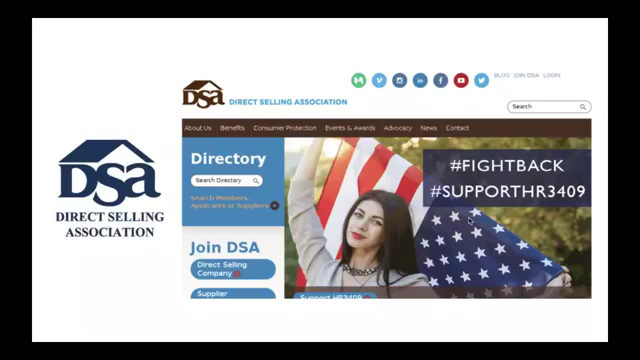 dsa
DIRECT SELLING
ASSOCIATION
dsa
DIRECT SELLING ASSOCIATION
BLOG JOIN DSA LOGIN
Search
About Us Benefits Consumer Protection Events & Awards Advocacy News Contact
Directory
Search Directory
Search Members,
Applicants or Suppliers
Join DSA
Direct Selling
Company
Supplier
#FIGHTBACK
#SUPPORTHR3409
Support HR3409